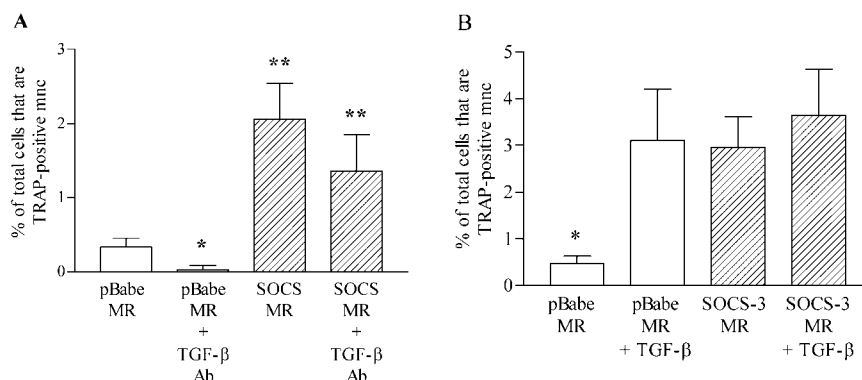 A
% of total cells that are
TRAP-positive mnc
3
2
1
0
*
**
**
pBabe
MR
pBabe
MR
+
TGF-β
Ab
SOCS
MR
SOCS
MR
+
TGF-β
Ab
B
% of total cells that are
TRAP-positive mnc
5
4
3
2
1
0
*
pBabe
MR
pBabe
MR
+ TGF-β
SOCS-3
MR
SOCS-3
MR
+ TGF-β